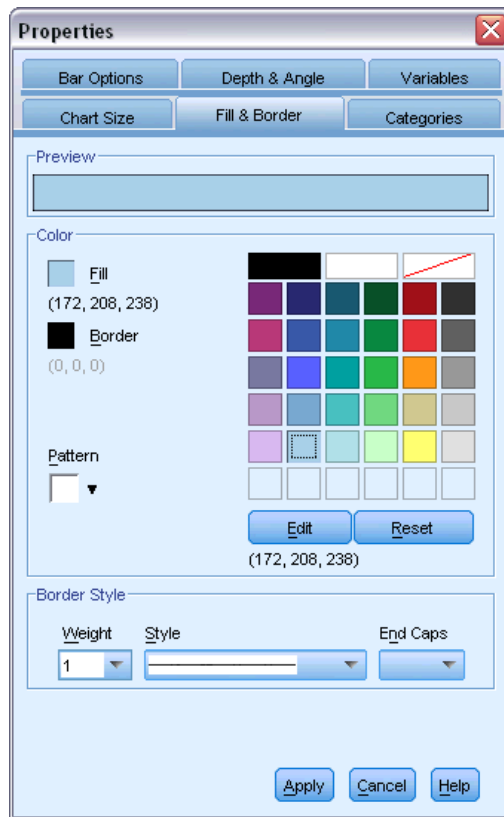 Properties
Bar Options Depth & Angle Variables
Chart Size Fill & Border Categories
Preview
Color
Fill
(172, 208, 238)
Border
(0, 0, 0)
Pattern
Edit Reset
(172, 208, 238)
Border Style
Weight Style End Caps
1
Apply Cancel Help